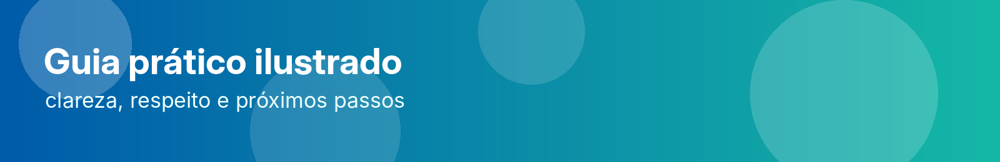 Guia prático ilustrado
clareza, respeito e próximos passos